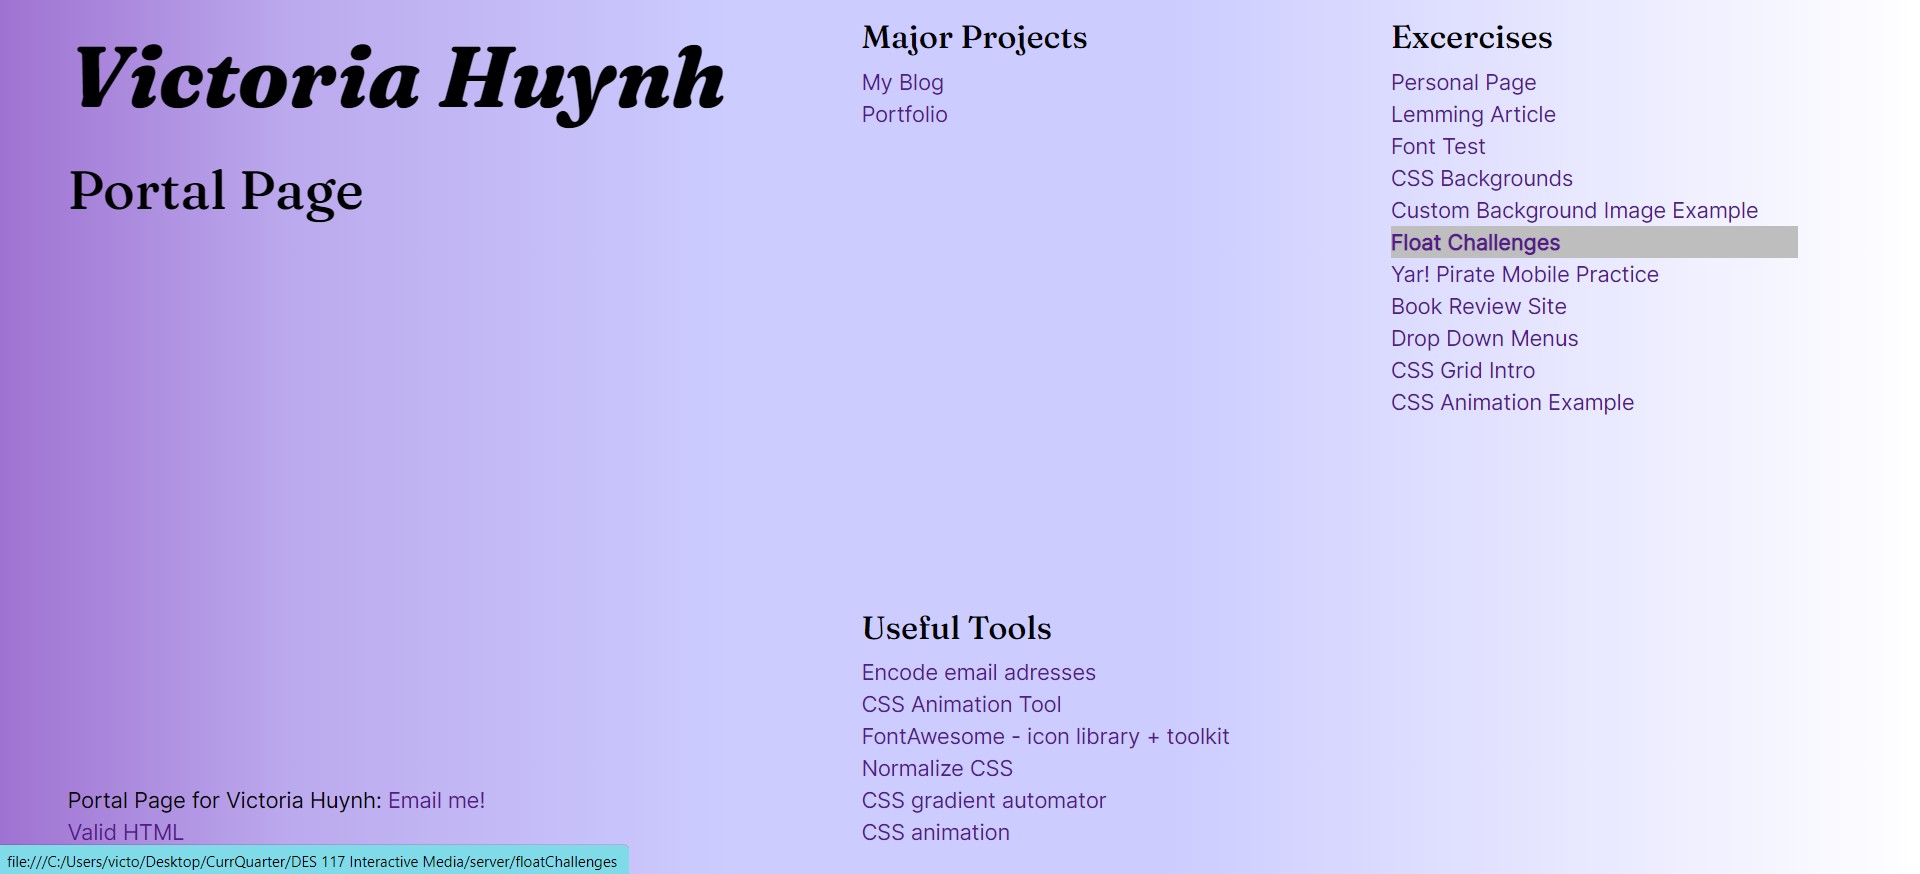 Victoria Huynh
Portal Page
Major Projects
My Blog
Portfolio
Excercises
Personal Page
Lemming Article
Font Test
CSS Backgrounds
Custom Background Image Example
Float Challenges
Yar! Pirate Mobile Practice
Book Review Site
Drop Down Menus
CSS Grid Intro
CSS Animation Example
Useful Tools
Encode email adresses
CSS Animation Tool
FontAwesome - icon library + toolkit
Normalize CSS
CSS gradient automator
CSS animation
Portal Page for Victoria Huynh: Email me!
Valid HTML
file:///C:/Users/victo/Desktop/CurrQuarter/DES 117 Interactive Media/server/floatChallenges